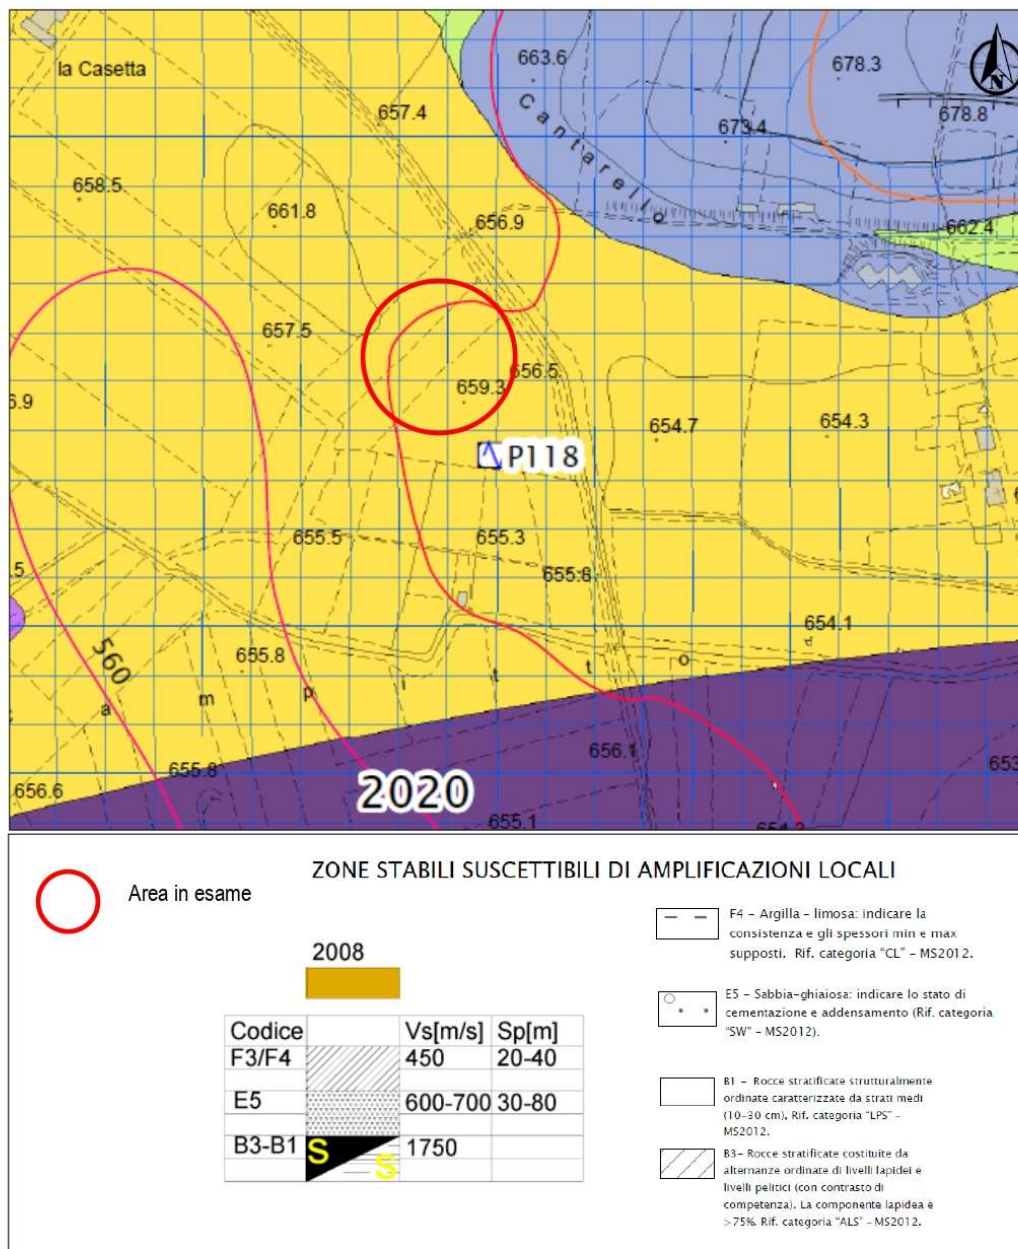 la Casetta
663.6
678.3
N
657.4
673.4
678.8
Cantarello
658.5
661.8
656.9
662.4
657.5
656.5
6.9
659.3
654.7
654.3
P118
655.5
655.3
.5
655.8
654.1
560
655.8
a m p i t t o
656.1
655.8
653
656.6
2020
655.1
ZONE STABILI SUSCETTIBILI DI AMPLIFICAZIONI LOCALI
Area in esame
F4 - Argilla - limosa: indicare la
consistenza e gli spessori min e max
supposti. Rif. categoria "CL" - MS2012.
2008
E5 - Sabbia-ghiaiosa: indicare lo stato di
cementazione e addensamento (Rif. categoria
"SW" - MS2012).
Codice Vs[m/s] Sp[m]
F3/F4 450 20-40
E5 600-700 30-80
B3-B1 S S 1750
B1 - Rocce stratificate strutturalmente
ordinate caratterizzate da strati medi
(10-30 cm), Rif. categoria "LPS" -
MS2012.
B3- Rocce stratificate costituite da
alternanze ordinate di livelli lapidei e
livelli pelitici (con contrasto di
competenza). La componente lapidea è
>75%. Rif. categoria "ALS" - MS2012.